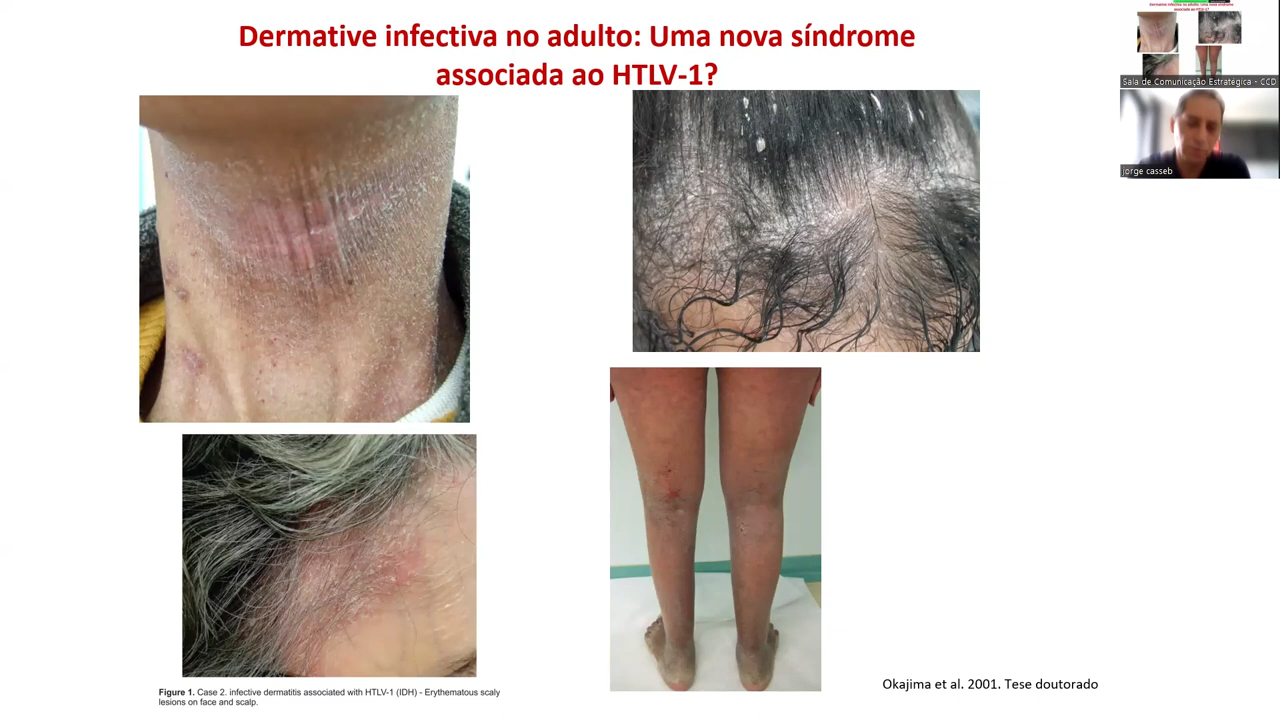 Dermative infectiva no adulto: Uma nova síndrome
associada ao HTLV-1?
Sala de Comunicação Estratégica - CCD
jorge casseb
Figure 1. Case 2. infective dermatitis associated with HTLV-1 (IDH) - Erythematous scaly
lesions on face and scalp.
Okajima et al. 2001. Tese doutorado